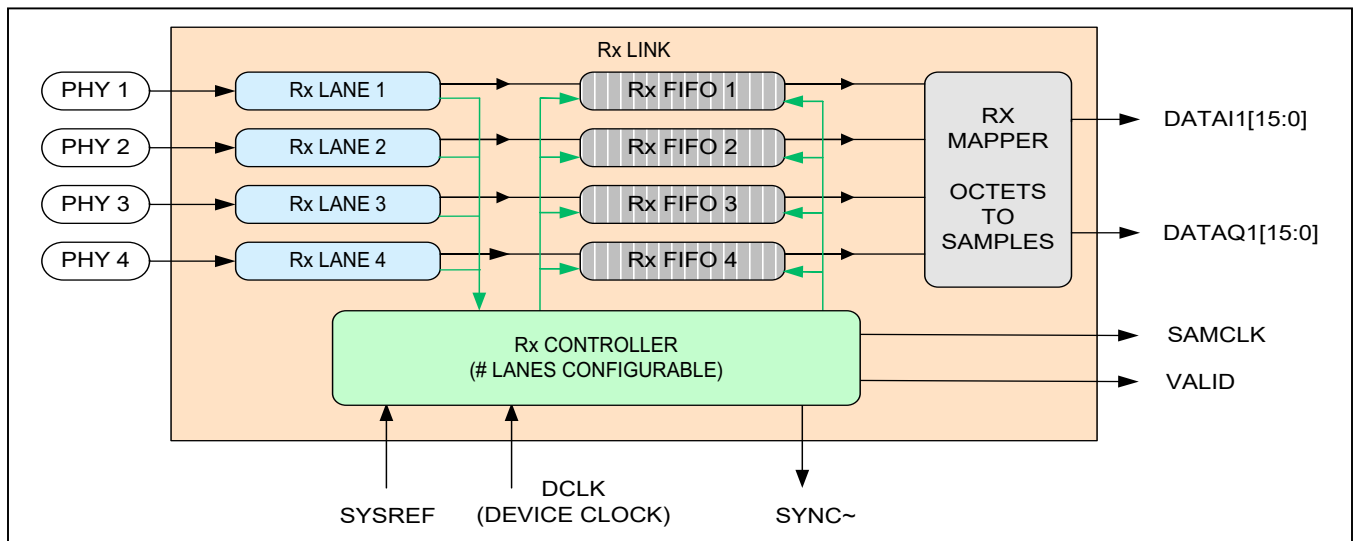 Rx LINK
PHY 1
Rx LANE 1
Rx FIFO 1
PHY 2
Rx LANE 2
Rx FIFO 2
PHY 3
Rx LANE 3
Rx FIFO 3
PHY 4
Rx LANE 4
Rx FIFO 4
RX
MAPPER
OCTETS
TO
SAMPLES
DATAI1[15:0]
DATAQ1[15:0]
Rx CONTROLLER
(# LANES CONFIGURABLE)
SAMCLK
VALID
SYSREF
DCLK
(DEVICE CLOCK)
SYNC~